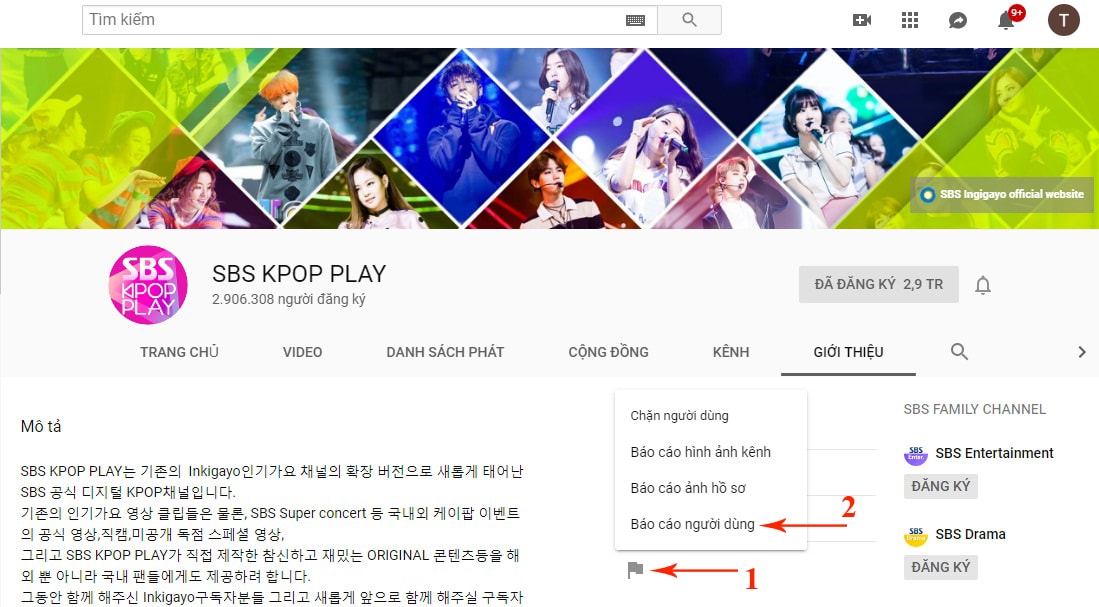 Tìm kiếm
9+
T
SBS Ingigayo official website
SBS
KPOP
PLAY
SBS KPOP PLAY
2.906.308 người đăng ký
ĐÃ ĐĂNG KÝ 2,9 TR
TRANG CHỦ
VIDEO
DANH SÁCH PHÁT
CỘNG ĐỒNG
KÊNH
GIỚI THIỆU
Mô tả
SBS KPOP PLAY는 기존의 Inkigayo인기가요 채널의 확장 버전으로 새롭게 태어난
SBS 공식 디지털 KPOP채널입니다.
기존의 인기가요 영상 클립들은 물론, SBS Super concert 등 국내외 케이팝 이벤트
의 공식 영상,직캠,미공개 독점 스페셜 영상,
그리고 SBS KPOP PLAY가 직접 제작한 참신하고 재밌는 ORIGINAL 콘텐츠등을 해
외 뿐 아니라 국내 팬들에게도 제공하려 합니다.
그동안 함께 해주신 Inkigayo구독자분들 그리고 새롭게 앞으로 함께 해주실 구독자
Chặn người dùng
Báo cáo hình ảnh kênh
Báo cáo ảnh hồ sơ
Báo cáo người dùng
2
1
SBS FAMILY CHANNEL
SBS
Enter
SBS Entertainment
ĐĂNG KÝ
SBS
Drama
SBS Drama
ĐĂNG KÝ